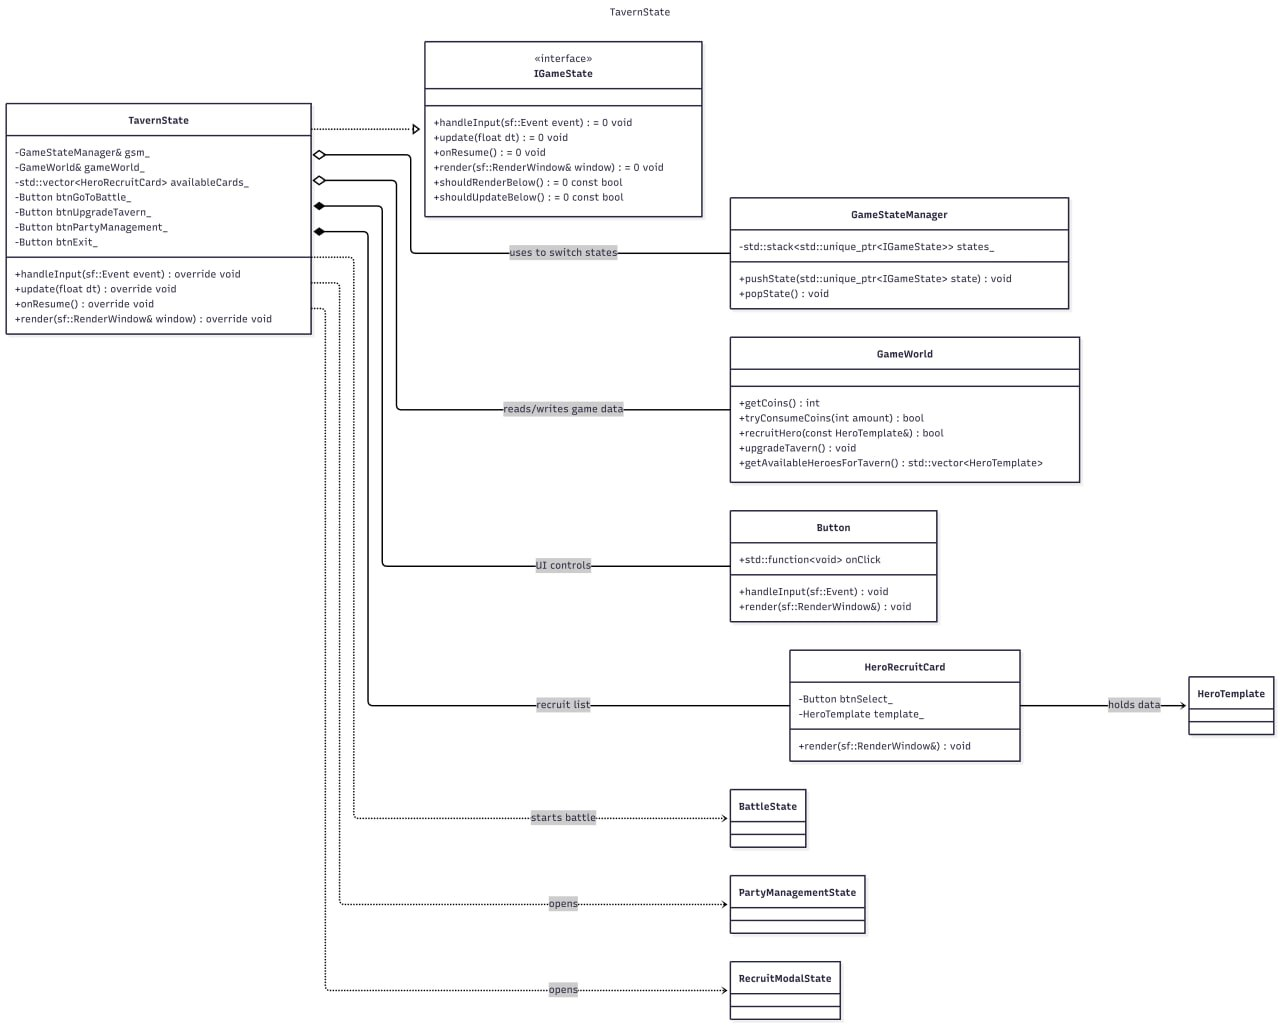 TavernState
«interface»
IGameState
+handleInput(sf::Event event) : = 0 void
+update(float dt) : = 0 void
+onResume() : = 0 void
+render(sf::RenderWindow& window) : = 0 void
+shouldRenderBelow() : = 0 const bool
+shouldUpdateBelow() : = 0 const bool
TavernState
-GameStateManager& gsm_
-GameWorld& gameWorld_
-std::vector<HeroRecruitCard> availableCards_
-Button btnGoToBattle_
-Button btnUpgradeTavern_
-Button btnPartyManagement_
-Button btnExit_
+handleInput(sf::Event event) : override void
+update(float dt) : override void
+onResume() : override void
+render(sf::RenderWindow& window) : override void
uses to switch states
GameStateManager
-std::stack<std::unique_ptr<IGameState>> states_
+pushState(std::unique_ptr<IGameState> state) : void
+popState() : void
reads/writes game data
GameWorld
+getCoins() : int
+tryConsumeCoins(int amount) : bool
+recruitHero(const HeroTemplate&) : bool
+upgradeTavern() : void
+getAvailableHeroesForTavern() : std::vector<HeroTemplate>
UI controls
Button
+std::function<void> onClick
+handleInput(sf::Event) : void
+render(sf::RenderWindow&) : void
recruit list
HeroRecruitCard
-Button btnSelect_
-HeroTemplate template_
+render(sf::RenderWindow&) : void
holds data
HeroTemplate
starts battle
BattleState
opens
PartyManagementState
opens
RecruitModalState